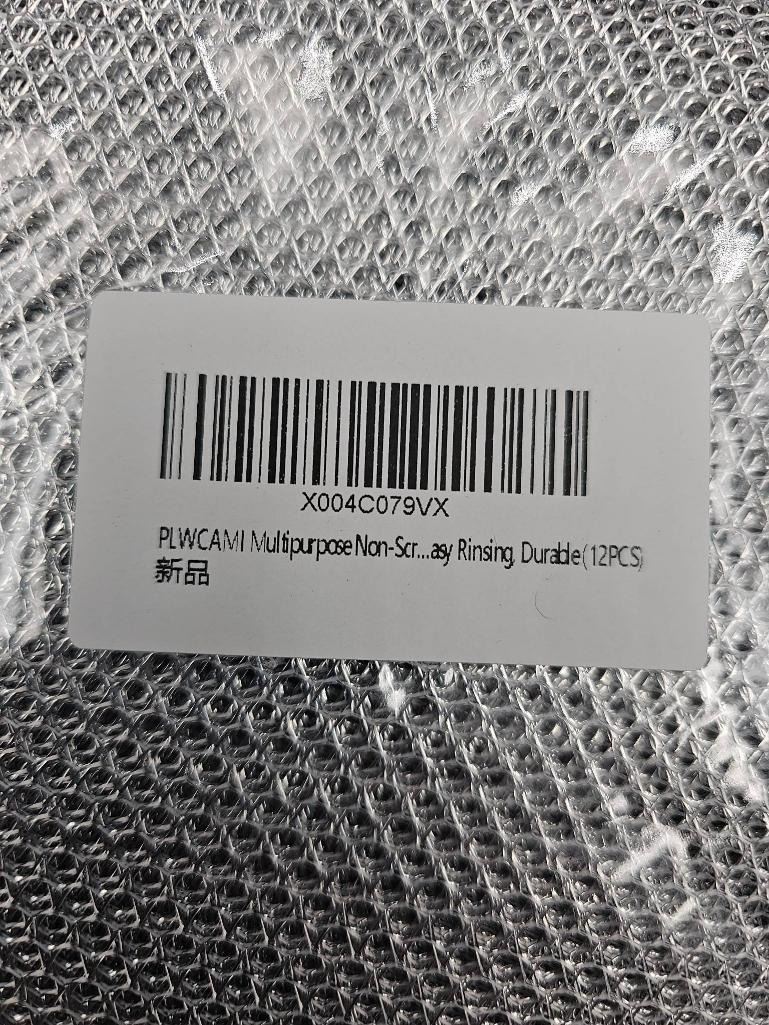 X004C079VX
PLWCAMI Multipurpose Non-Scr...asy Rinsing, Durable(12PCS)
新品